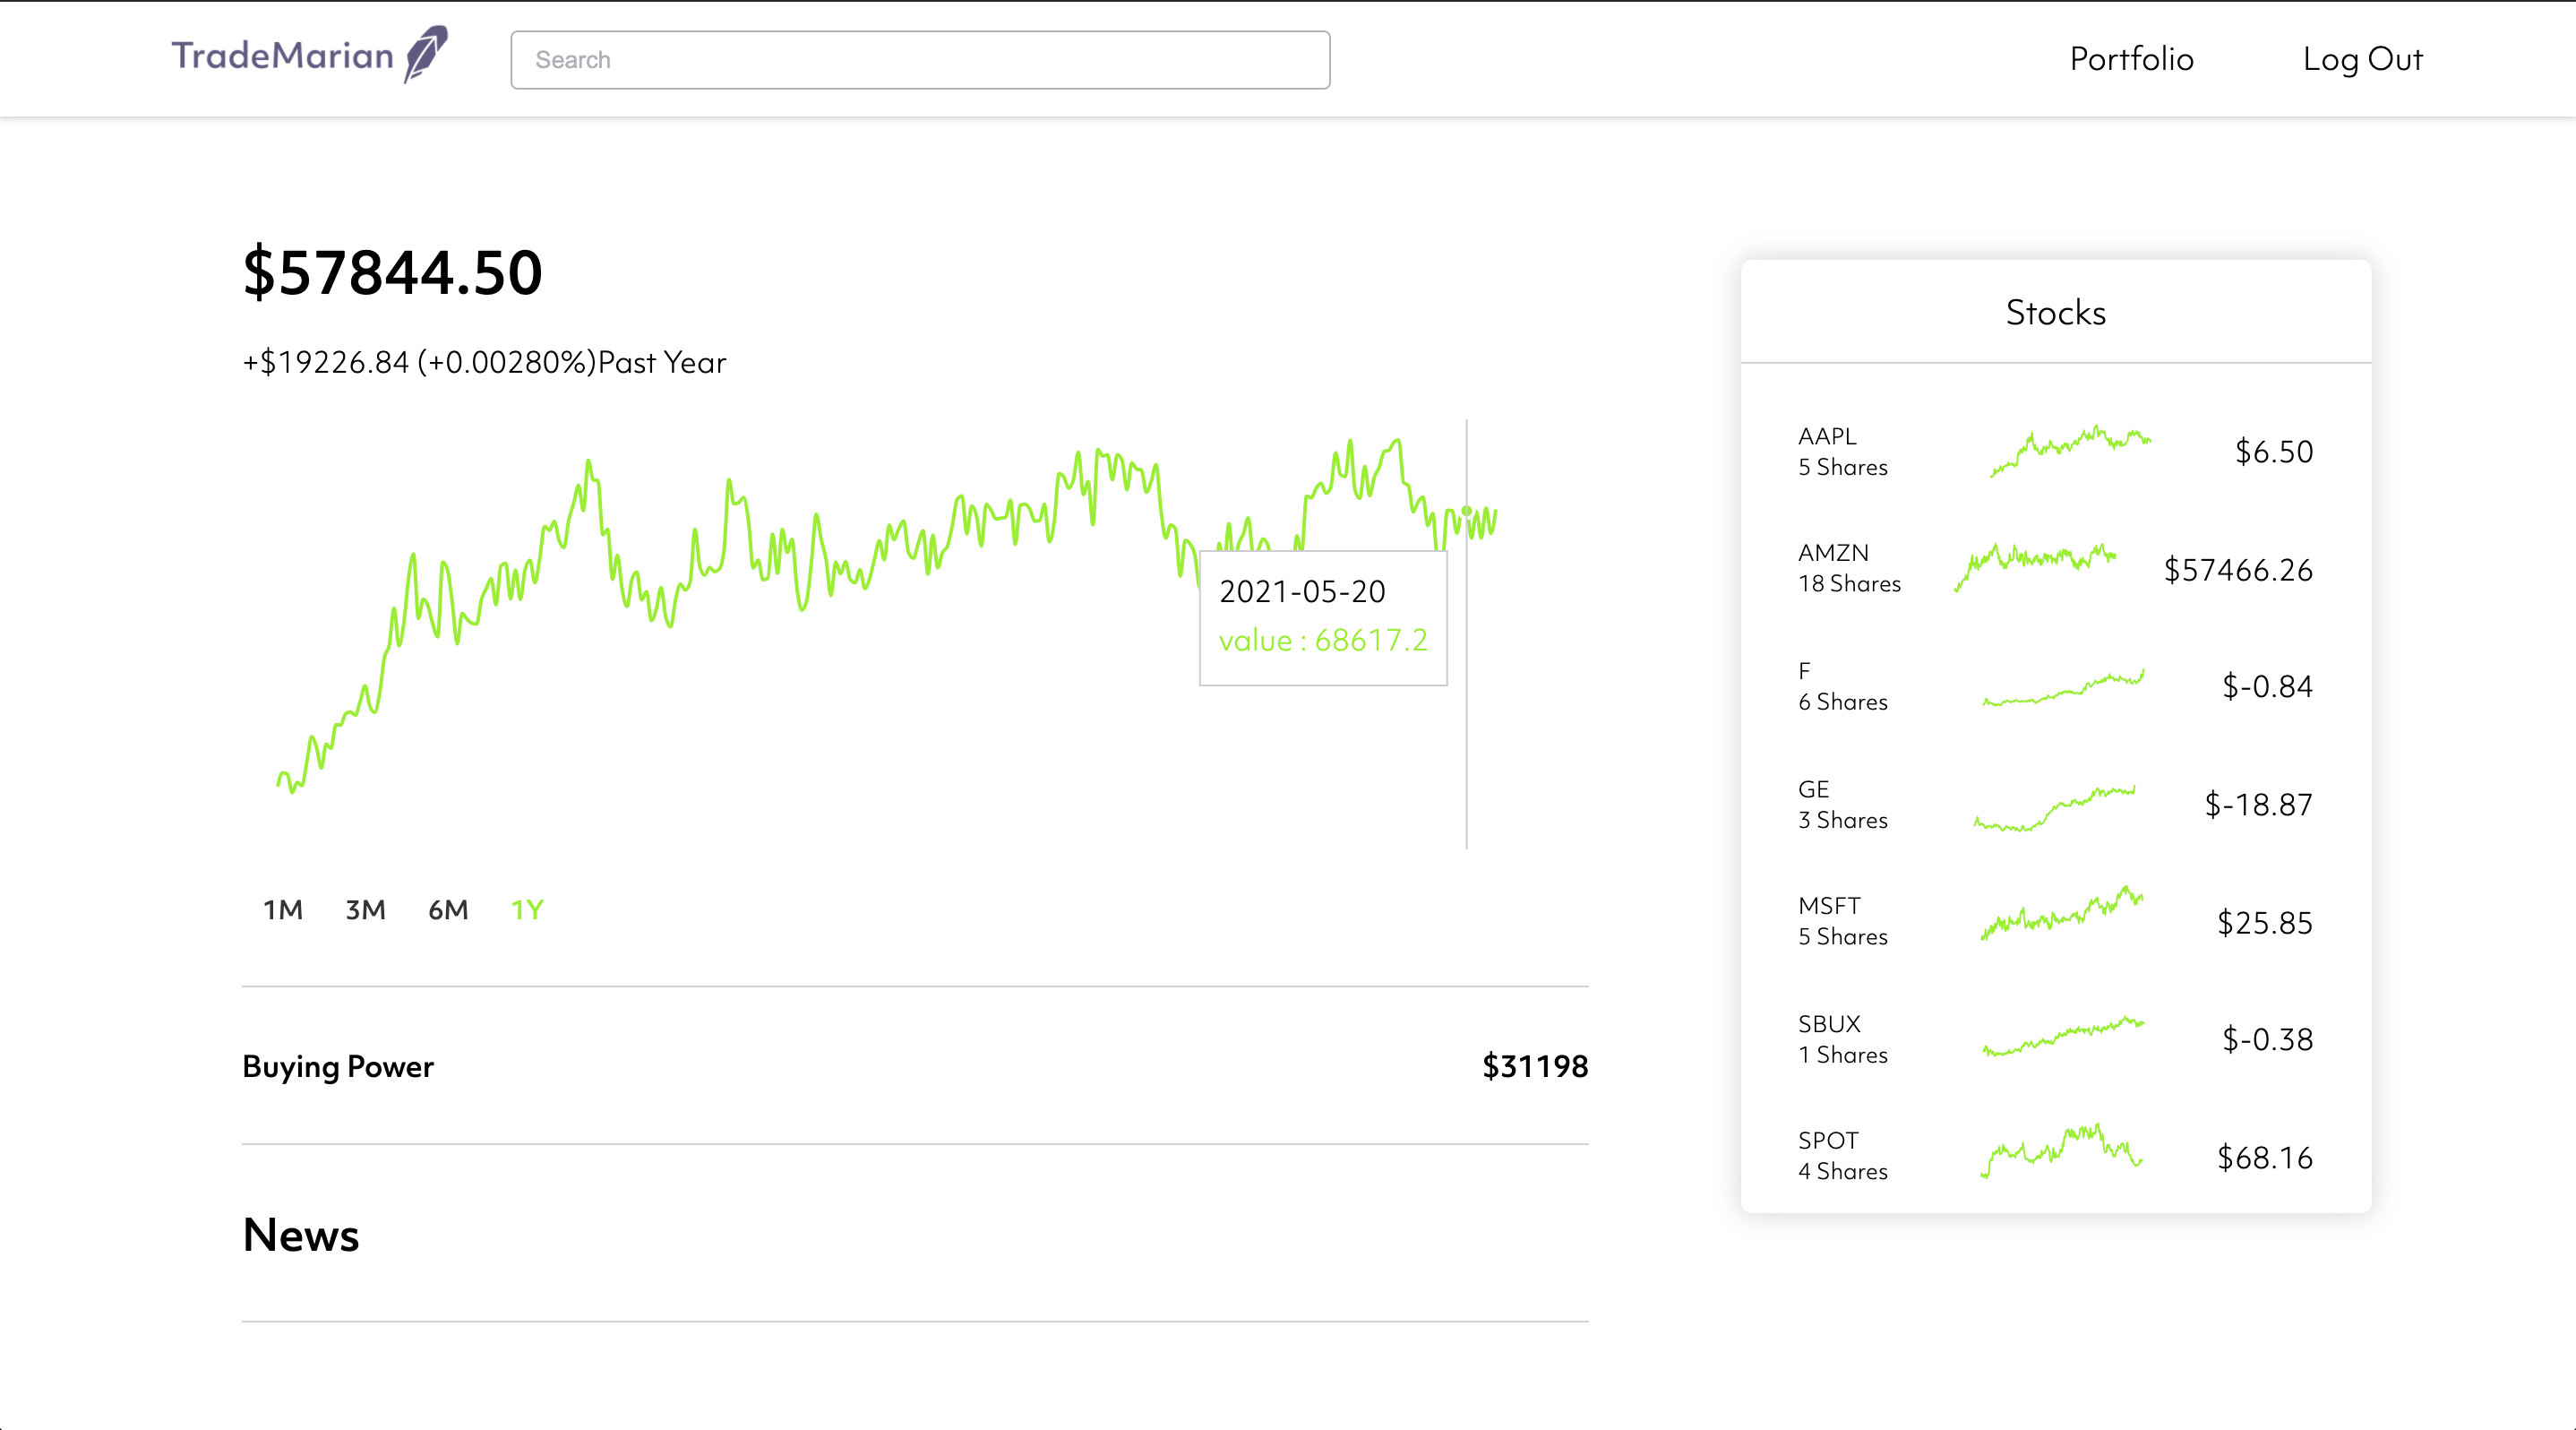 TradeMarian
Search
Portfolio
Log Out
$57844.50
+$19226.84 (+0.00280%)Past Year
2021-05-20
value : 68617.2
1M 3M 6M 1Y
Buying Power $31198
News
Stocks
AAPL
5 Shares
$6.50
AMZN
18 Shares
$57466.26
F
6 Shares
$-0.84
GE
3 Shares
$-18.87
MSFT
5 Shares
$25.85
SBUX
1 Shares
$-0.38
SPOT
4 Shares
$68.16